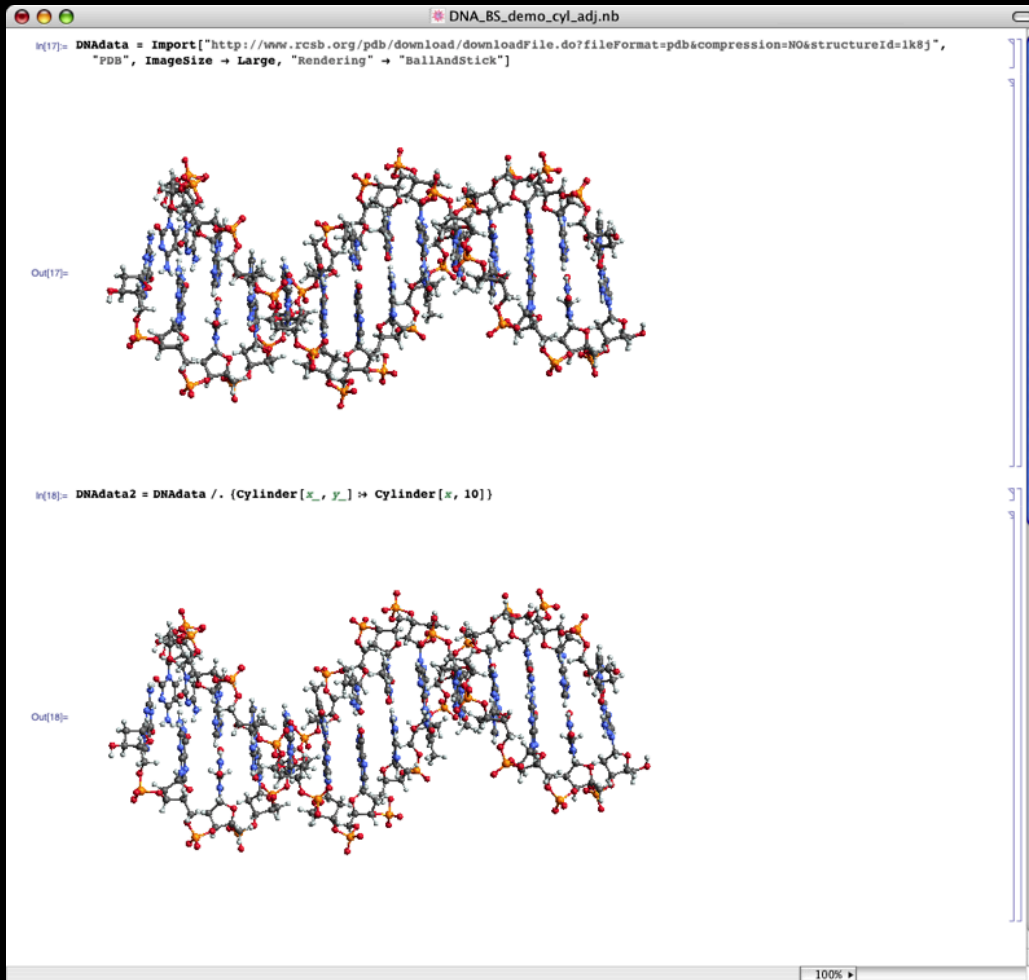 DNA_BS_demo_cyl_adj.nb
In[17]:= DNAdata = Import["http://www.rcsb.org/pdb/download/downloadFile.do?fileFormat=pdb&compression=NO&structureId=1k8j",
"PDB", ImageSize → Large, "Rendering" → "BallAndStick"]
Out[17]=
In[18]:= DNAdata2 = DNAdata /. {Cylinder[x_, y_] :→ Cylinder[x, 10]}
Out[18]=
100%